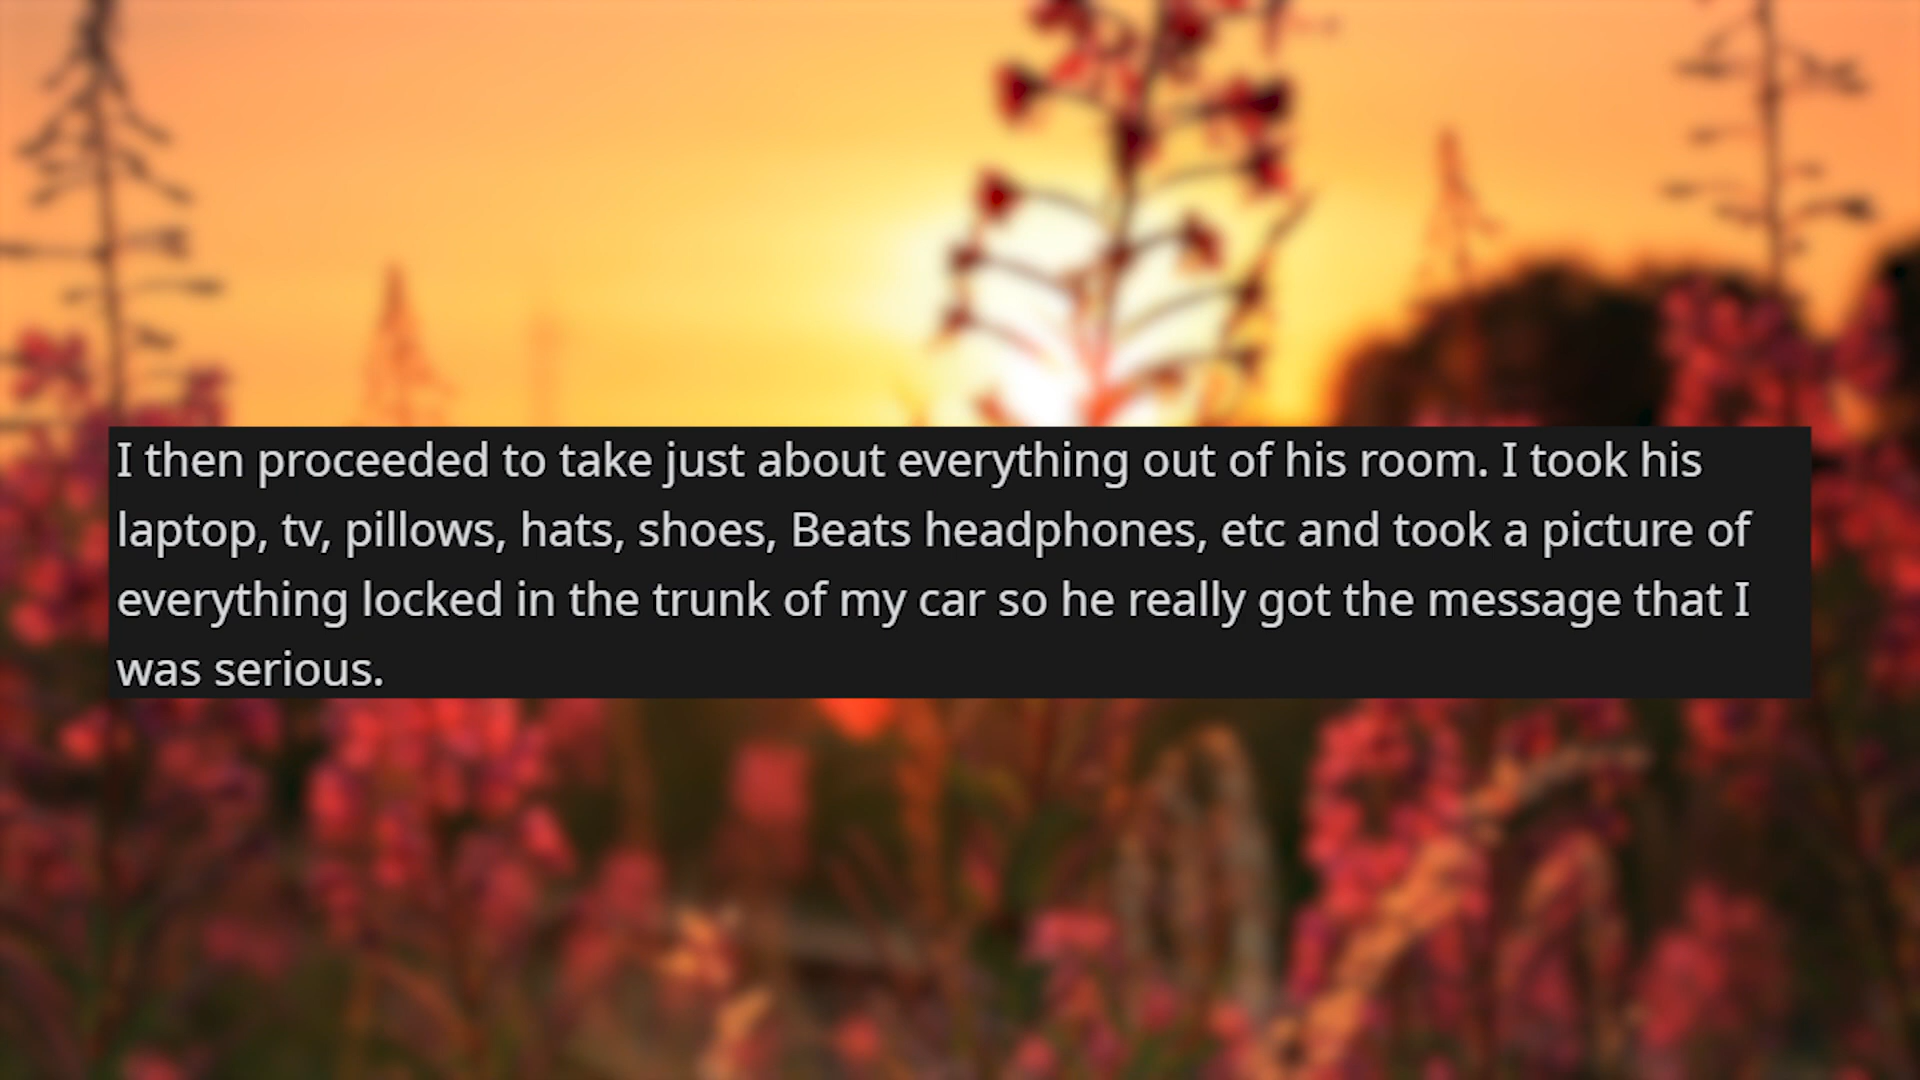 I then proceeded to take just about everything out of his room. I took his
laptop, tv, pillows, hats, shoes, Beats headphones, etc and took a picture of
everything locked in the trunk of my car so he really got the message that I
was serious.